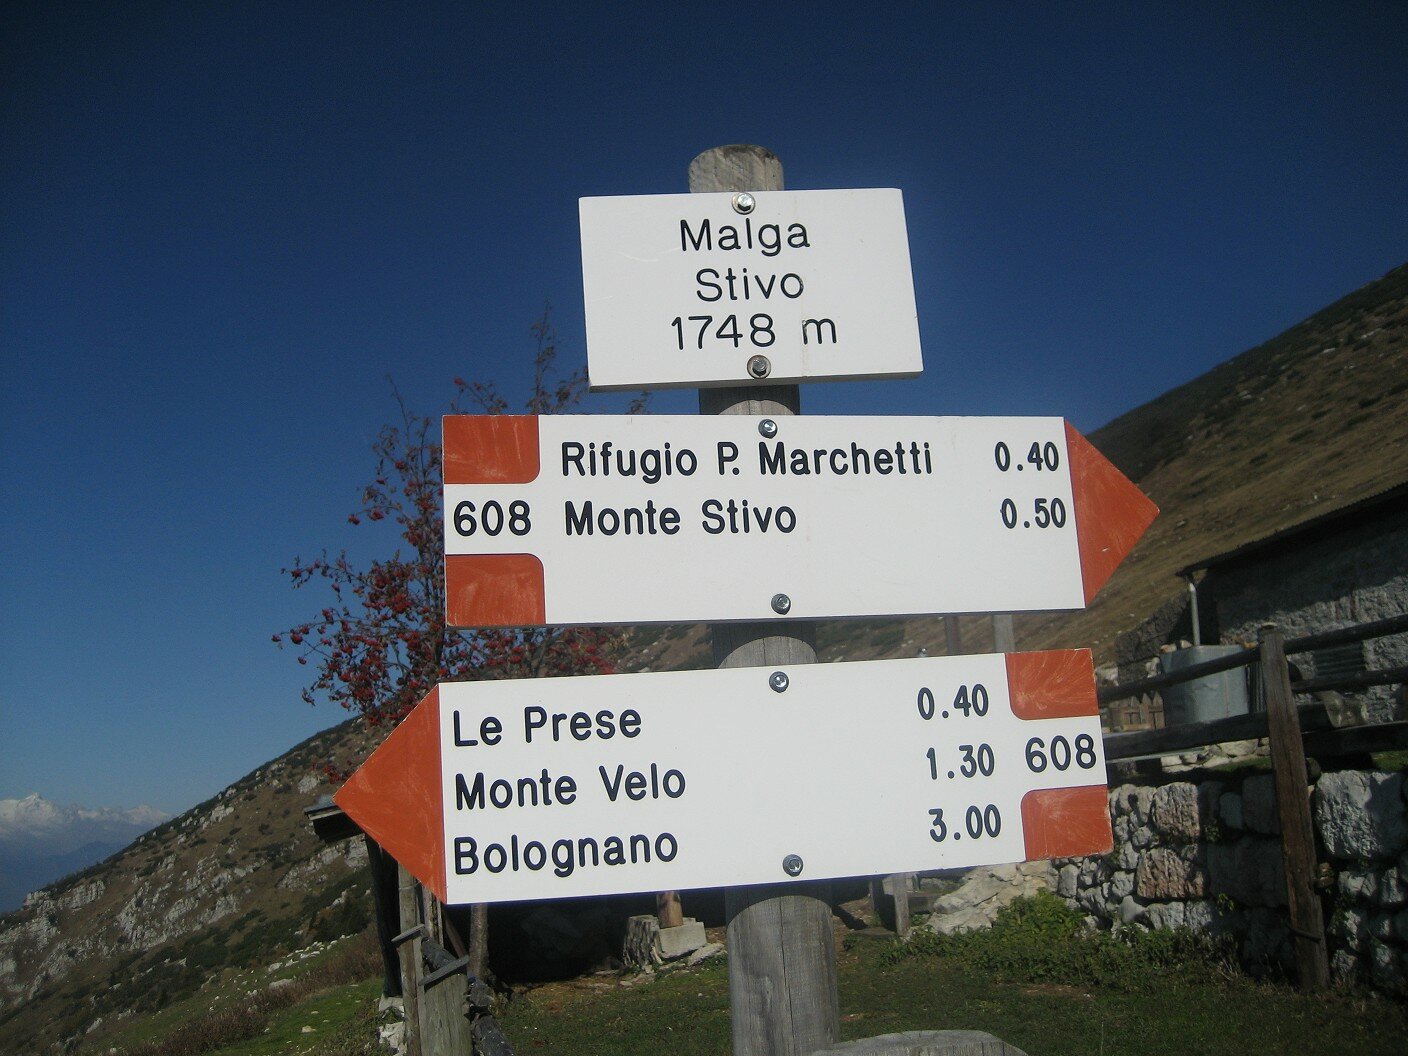 Malga
Stivo
1748 m
Rifugio P. Marchetti 0.40
608 Monte Stivo 0.50
Le Prese 0.40
Monte Velo 1.30 608
Bolognano 3.00